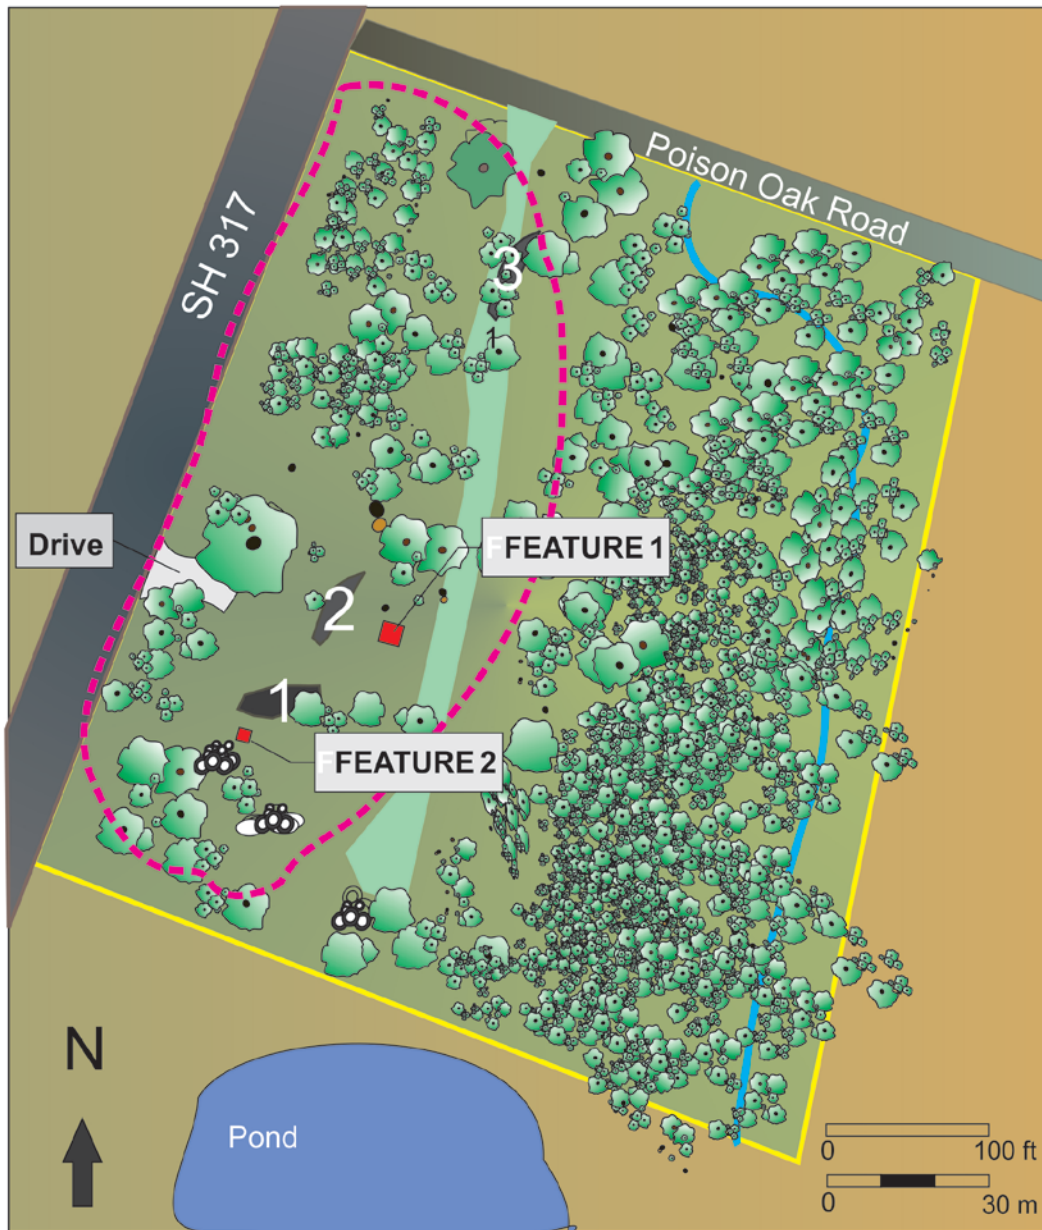 Poison Oak Road
SH 317
3
1
Drive
FFEATURE 1
2
1
FFEATURE 2
N
Pond
0 100 ft
0 30 m